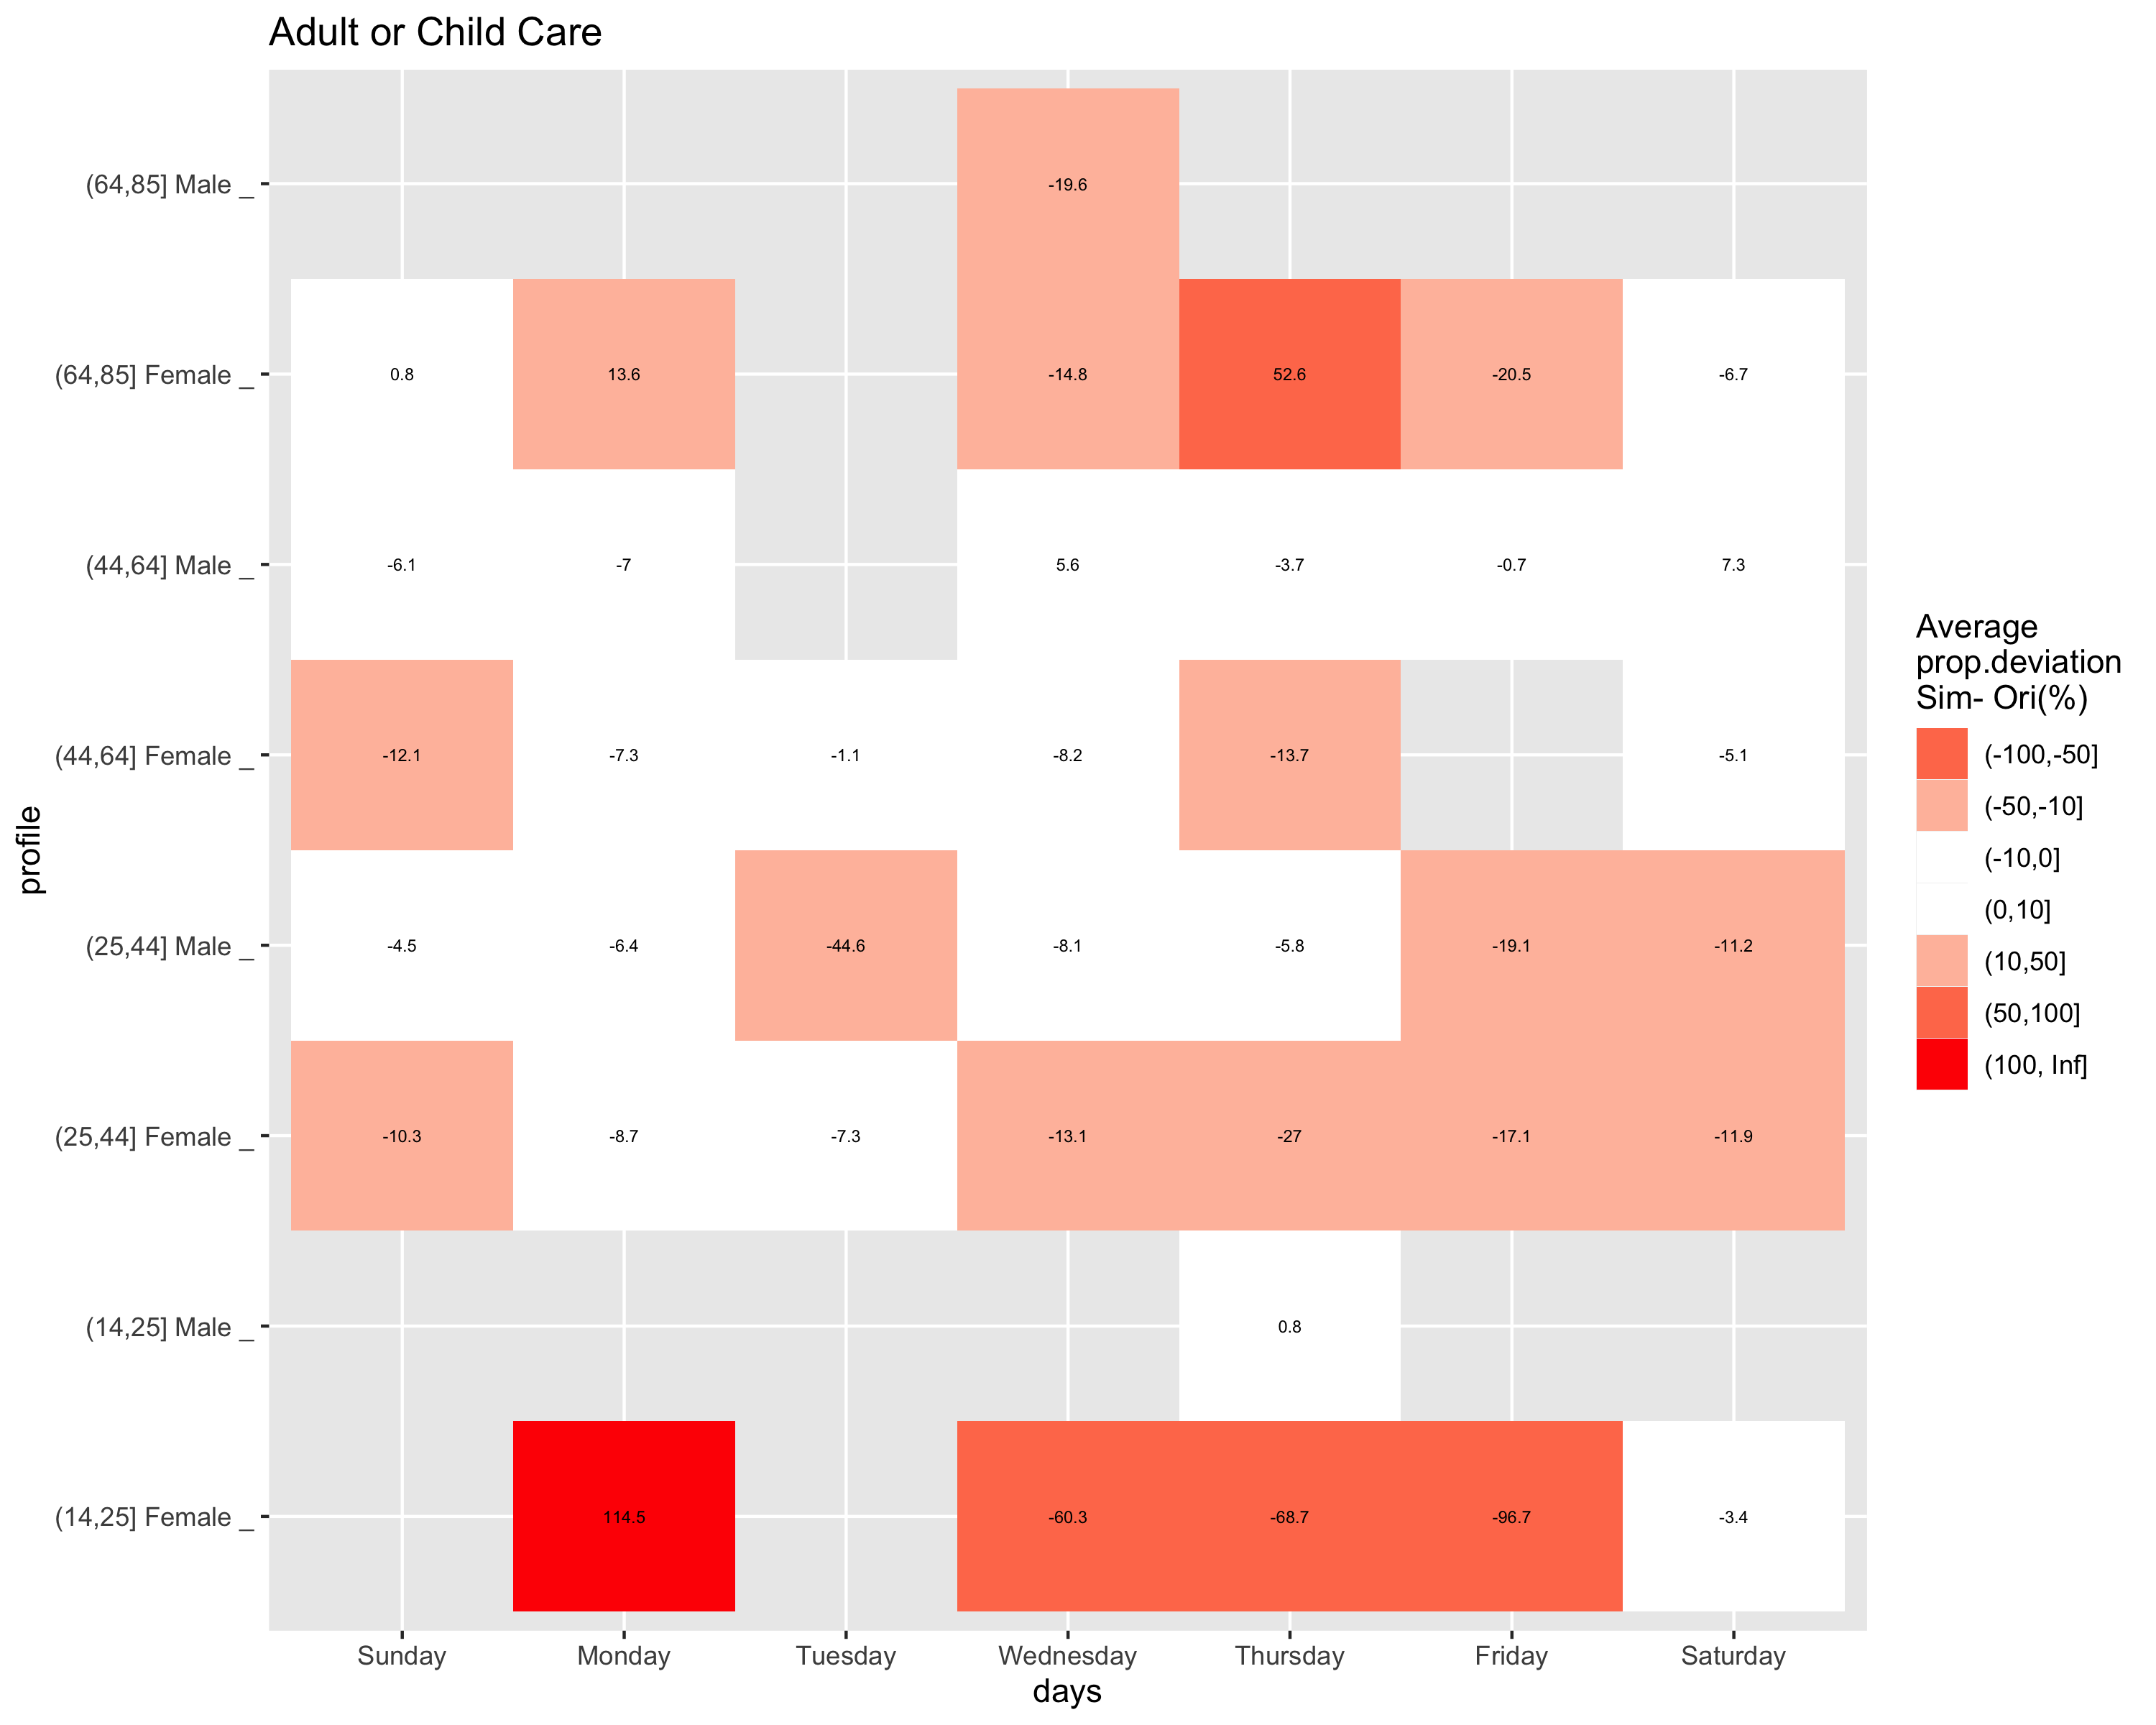 Adult or Child Care
(64,85] Male _
-19.6
(64,85] Female _
0.8 13.6 -14.8 52.6 -20.5 -6.7
(44,64] Male _
-6.1 -7 5.6 -3.7 -0.7 7.3
(44,64] Female _
-12.1 -7.3 -1.1 -8.2 -13.7 -5.1
(25,44] Male _
-4.5 -6.4 -44.6 -8.1 -5.8 -19.1 -11.2
(25,44] Female _
-10.3 -8.7 -7.3 -13.1 -27 -17.1 -11.9
(14,25] Male _
0.8
(14,25] Female _
114.5 -60.3 -68.7 -96.7 -3.4
Sunday Monday Tuesday Wednesday Thursday Friday Saturday
days
profile
Average
prop.deviation
Sim- Ori(%)
(-100,-50]
(-50,-10]
(-10,0]
(0,10]
(10,50]
(50,100]
(100, Inf]